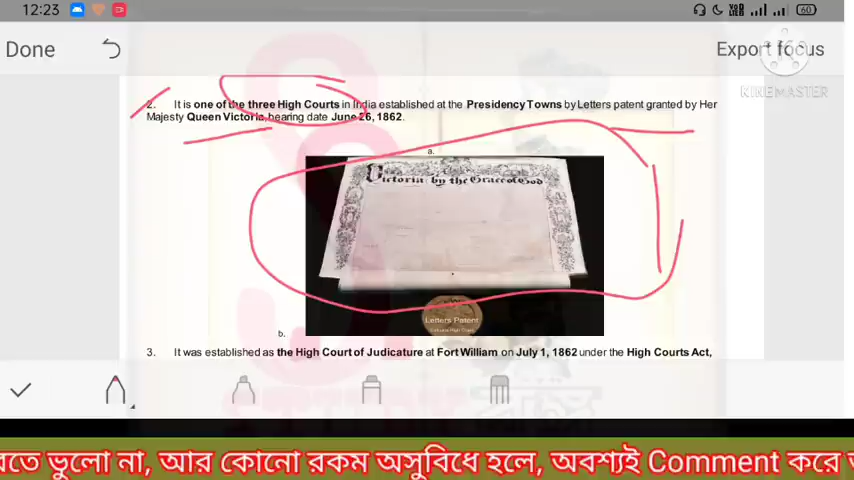 12:23
60
Done
Export focus
KINEMASTER
2. It is one of the three High Courts in India established at the Presidency Towns by Letters patent granted by Her
Majesty Queen Victoria, bearing date June 26, 1862.
a.
Victoria by the Grace of God
Letters Patent
b.
3. It was established as the High Court of Judicature at Fort William on July 1, 1862 under the High Courts Act,
ভুলো না, আর কোনো রকম অসুবিধে হলে, অবশ্যই Comment করে